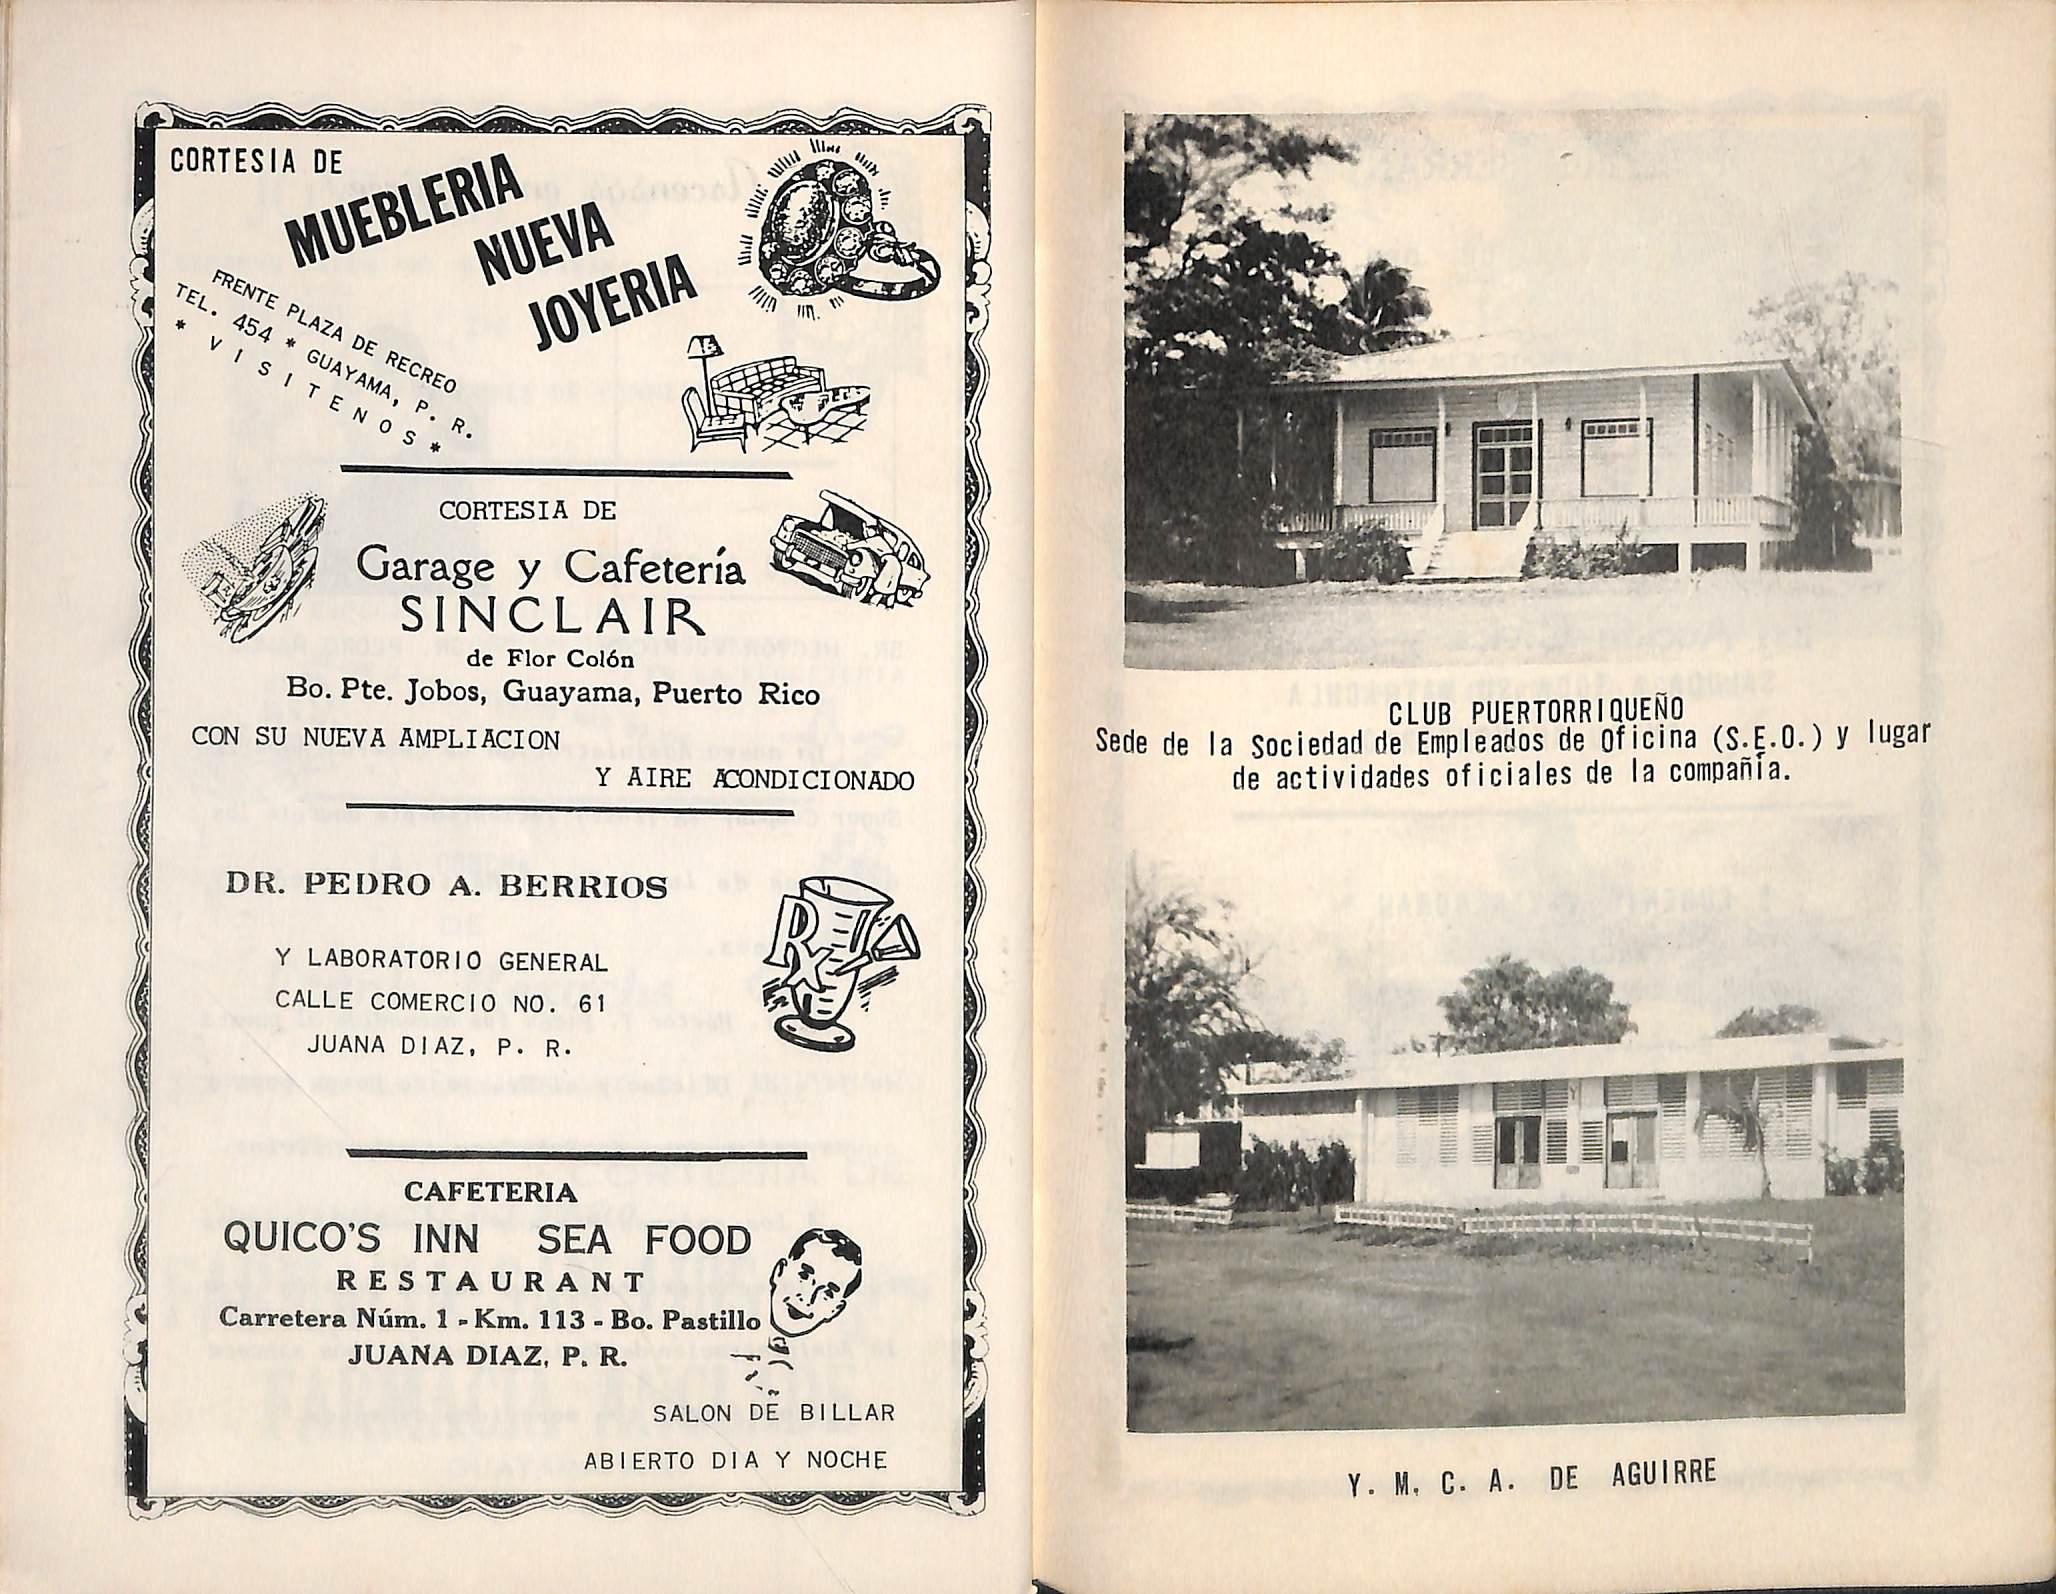 CORTESIA DE
MUEBLERIA
NUEVA
JOYERIA
FRENTE PLAZA DE RECREO
TEL. 454 * GUAYAMA, P. R.
* VISITENOS *
CORTESIA DE
Garage y Cafetería
SINCLAIR
de Flor Colón
Bo. Pte. Jobos, Guayama, Puerto Rico
CON SU NUEVA AMPLIACION
Y AIRE ACONDICIONADO
DR. PEDRO A. BERRIOS
Y LABORATORIO GENERAL
CALLE COMERCIO NO. 61
JUANA DIAZ, P. R.
Rx
CAFETERIA
QUICO'S INN SEA FOOD
RESTAURANT
Carretera Núm. 1 - Km. 113 - Bo. Pastillo
JUANA DIAZ, P. R.
SALON DE BILLAR
ABIERTO DIA Y NOCHE
CLUB PUERTORRIQUEÑO
Sede de la Sociedad de Empleados de Oficina (S.E.O.) y lugar
de actividades oficiales de la compañía.
Y. M. C. A. DE AGUIRRE